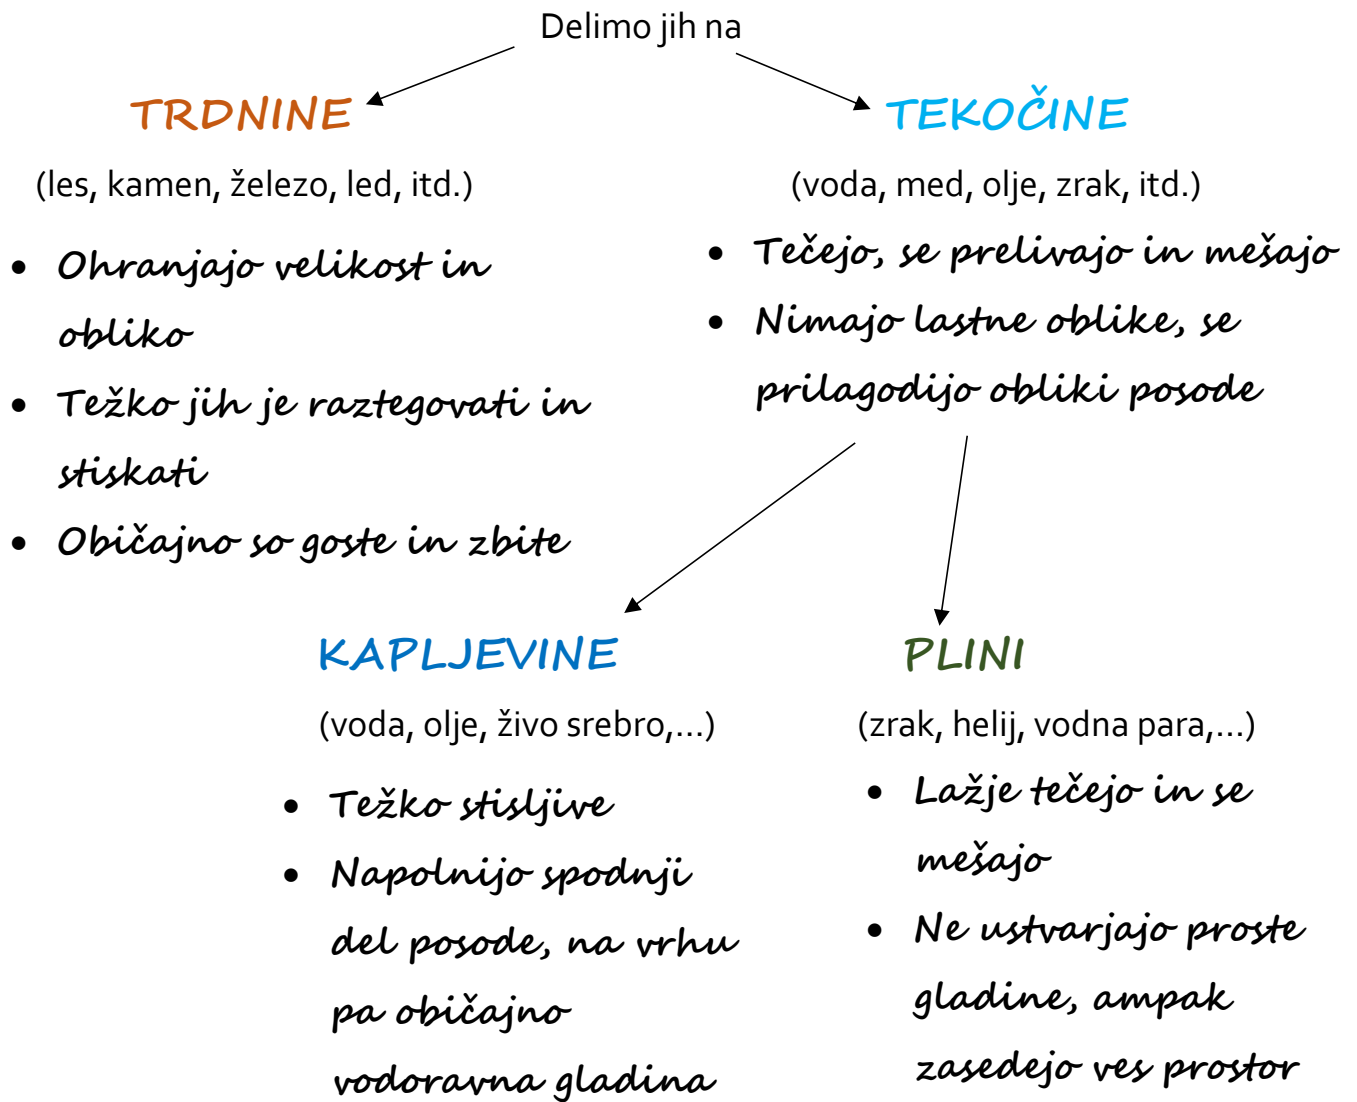 Delimo jih na
TRDNINE
(les, kamen, železo, led, itd.)
• Ohranjajo velikost in
obliko
• Težko jih je raztegovati in
stiskati
• Običajno so goste in zbite
TEKOČINE
(voda, med, olje, zrak, itd.)
• Tečejo, se prelivajo in mešajo
• Nimajo lastne oblike, se
prilagodijo obliki posode
KAPLJEVINE
(voda, olje, živo srebro,...)
• Težko stisljive
• Napolnijo spodnji
del posode, na vrhu
pa običajno
vodoravna gladina
PLINI
(zrak, helij, vodna para,...)
• Lažje tečejo in se
mešajo
• Ne ustvarjajo proste
gladine, ampak
zasedejo ves prostor